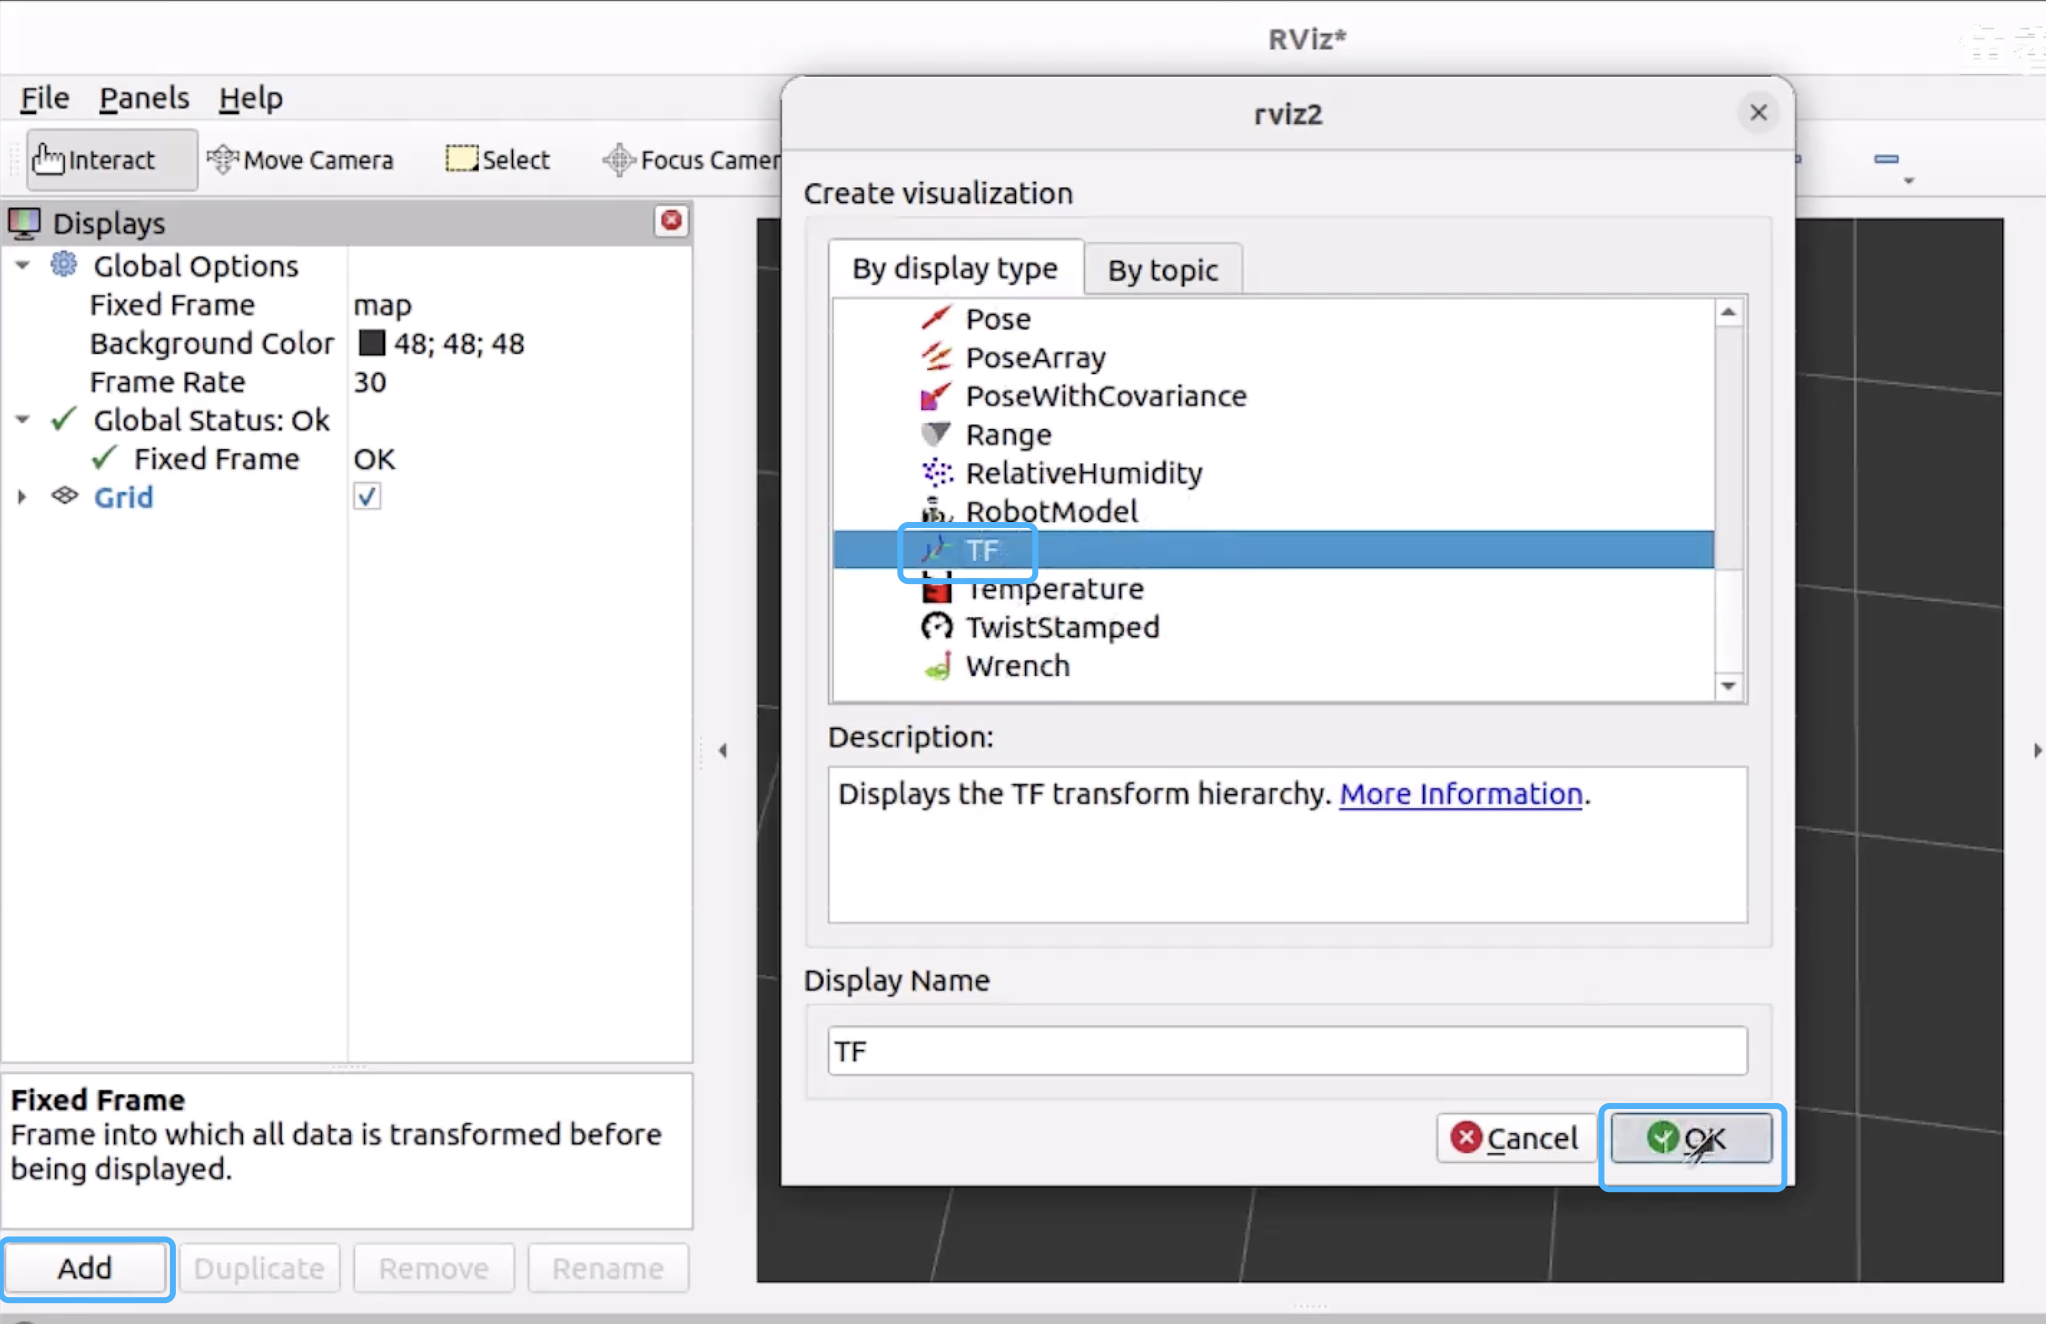 RViz*
File Panels Help
Interact Move Camera Select Focus Camer
Displays
Global Options
Fixed Frame map
Background Color 48; 48; 48
Frame Rate 30
Global Status: Ok
Fixed Frame OK
Grid
Fixed Frame
Frame into which all data is transformed before
being displayed.
Add Duplicate Remove Rename
rviz2
Create visualization
By display type By topic
Pose
PoseArray
PoseWithCovariance
Range
RelativeHumidity
RobotModel
TF
Temperature
TwistStamped
Wrench
Description:
Displays the TF transform hierarchy. More Information.
Display Name
TF
Cancel OK